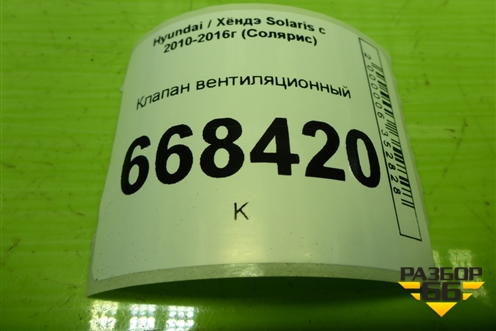 Hyundai / Хёндэ Solaris с
2010-2016г (Солярис)
Клапан вентиляционный
668420
К
РАЗБОР
66